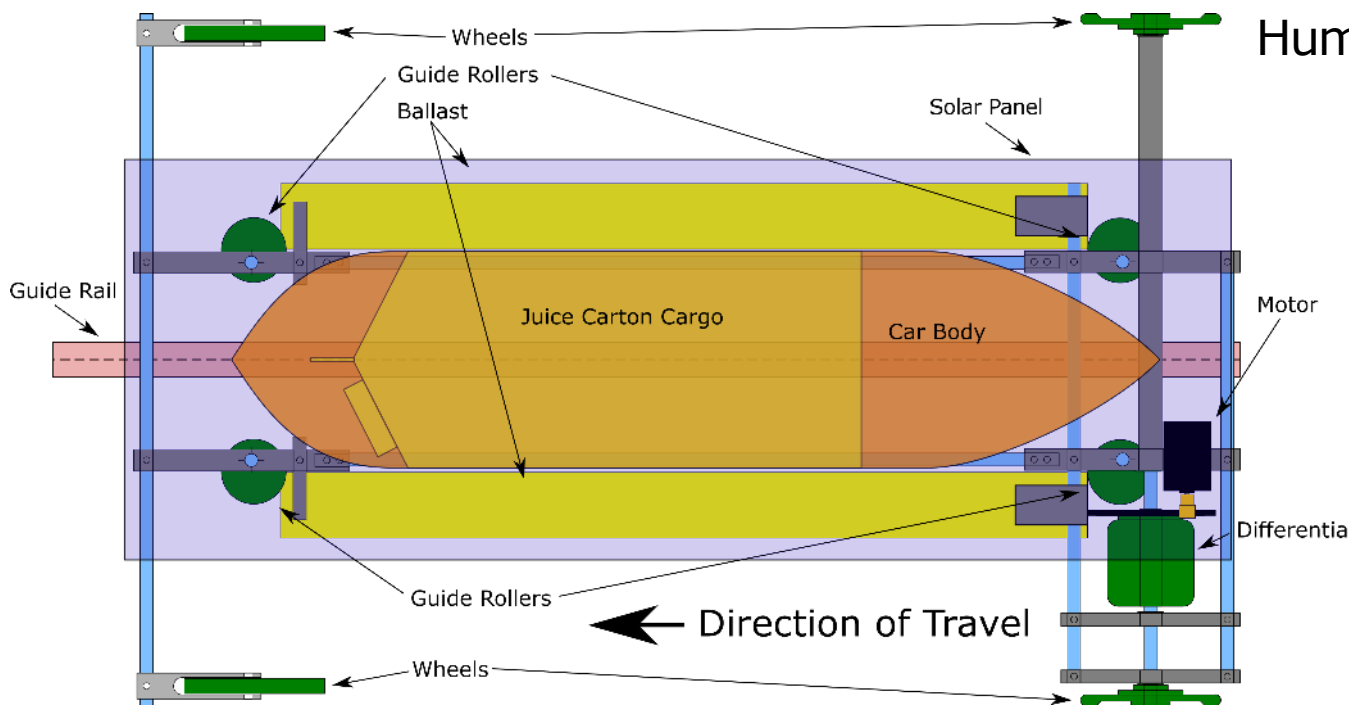 Hum
Wheels
Guide Rollers
Ballast
Solar Panel
Guide Rail
Motor
Juice Carton Cargo
Car Body
Differentia
Guide Rollers
Direction of Travel
Wheels